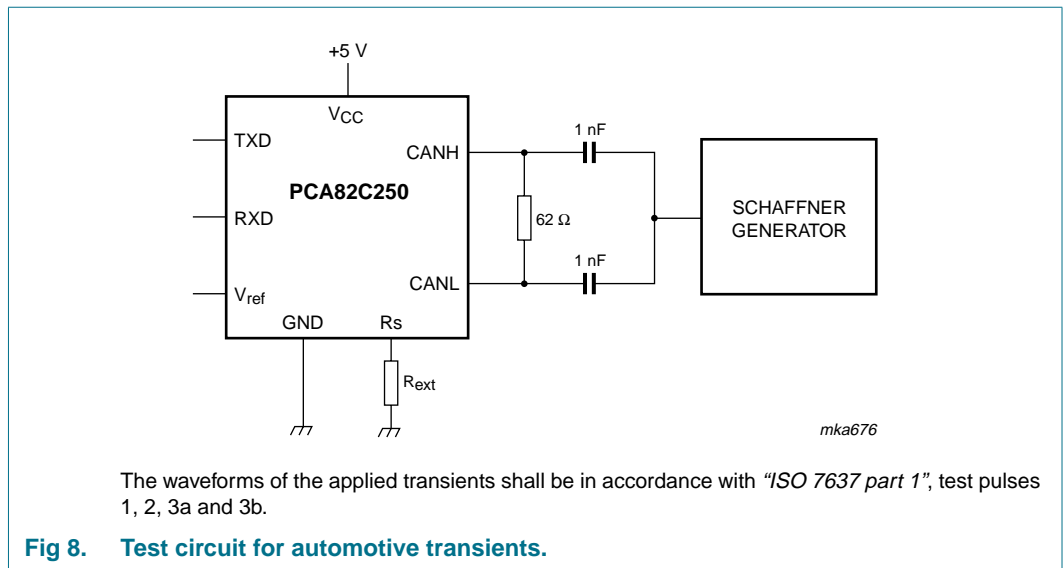 +5 V
VCC
TXD
CANH
1 nF
PCA82C250
RXD
62 Ω
SCHAFFNER
GENERATOR
1 nF
CANL
Vref
GND
Rs
Rext
mka676
The waveforms of the applied transients shall be in accordance with “ISO 7637 part 1”, test pulses
1, 2, 3a and 3b.
Fig 8. Test circuit for automotive transients.